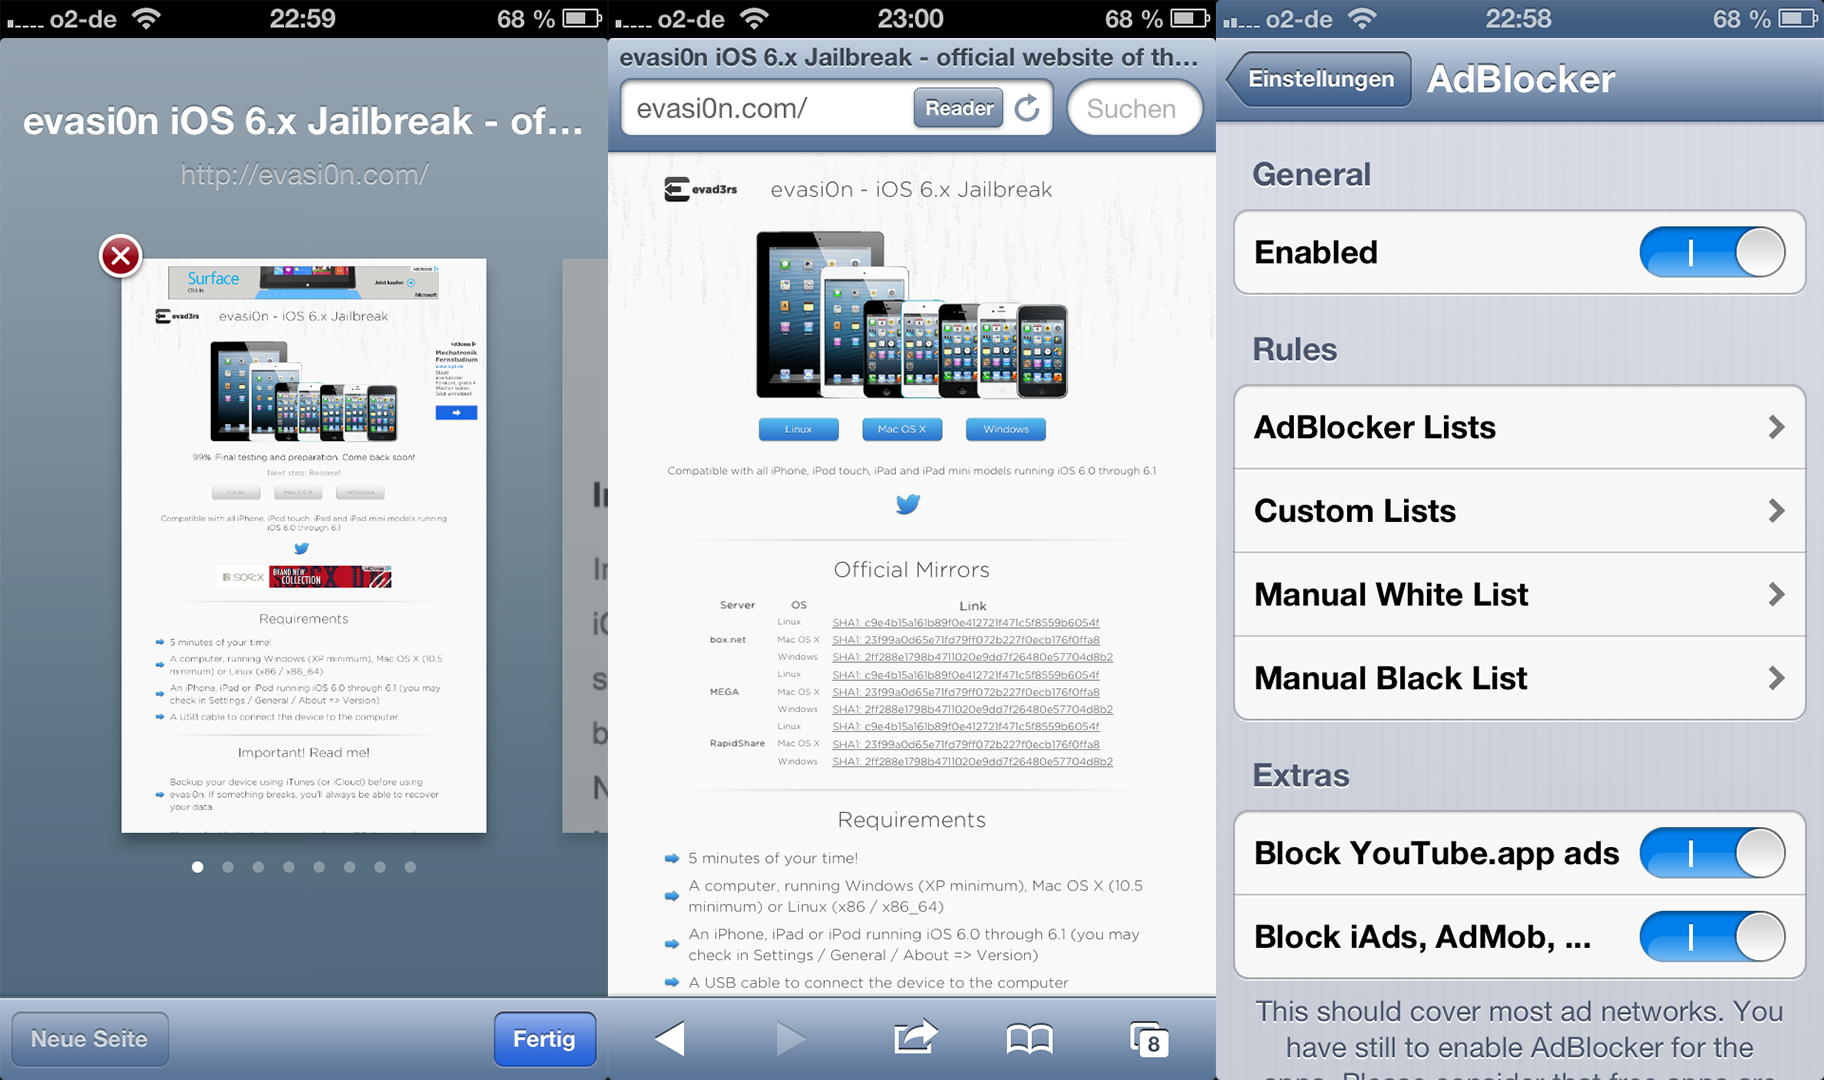 o2-de 22:59 68 %
evasi0n iOS 6.x Jailbreak - of...
http://evasi0n.com/
Surface
Click in
AdChoices
Jetzt kaufen
Microsoft
evad3rs evasi0n - iOS 6.x Jailbreak
AdChoices
Mechatronik
Fernstudium
99%: Final testing and preparation. Come back soon!
Next step: Release!
Linux Mac OS X Windows
Compatible with all iPhone, iPod touch, iPad and iPad mini models running
iOS 6.0 through 6.1
BRAND NEW
COLLECTION
Requirements
5 minutes of your time!
A computer, running Windows (XP minimum), Mac OS X (10.5
minimum) or Linux (x86 / x86_64)
An iPhone, iPad or iPod running iOS 6.0 through 6.1 (you may
check in Settings / General / About => Version)
A USB cable to connect the device to the computer
Important! Read me!
Backup your device using iTunes (or iCloud) before using
evasi0n. If something breaks, you'll always be able to recover
your data.
Neue Seite Fertig
o2-de 23:00 68 %
evasi0n iOS 6.x Jailbreak - official website of th...
evasi0n.com/ Reader Suchen
evad3rs evasi0n - iOS 6.x Jailbreak
Linux Mac OS X Windows
Compatible with all iPhone, iPod touch, iPad and iPad mini models running iOS 6.0 through 6.1
Official Mirrors
Server OS Link
Linux SHA1: c9e4b15a161b89f0e412721f471c5f8559b6054f
box.net Mac OS X SHA1: 23f99a0d65e71fd79ff072b227f0ecb176f0ffa8
Windows SHA1: 2ff288e1798b4711020e9dd7f26480e57704d8b2
Linux SHA1: c9e4b15a161b89f0e412721f471c5f8559b6054f
MEGA Mac OS X SHA1: 23f99a0d65e71fd79ff072b227f0ecb176f0ffa8
Windows SHA1: 2ff288e1798b4711020e9dd7f26480e57704d8b2
Linux SHA1: c9e4b15a161b89f0e412721f471c5f8559b6054f
RapidShare Mac OS X SHA1: 23f99a0d65e71fd79ff072b227f0ecb176f0ffa8
Windows SHA1: 2ff288e1798b4711020e9dd7f26480e57704d8b2
Requirements
5 minutes of your time!
A computer, running Windows (XP minimum), Mac OS X (10.5
minimum) or Linux (x86 / x86_64)
An iPhone, iPad or iPod running iOS 6.0 through 6.1 (you may
check in Settings / General / About => Version)
A USB cable to connect the device to the computer
8
o2-de 22:58 68 %
Einstellungen AdBlocker
General
Enabled
Rules
AdBlocker Lists
Custom Lists
Manual White List
Manual Black List
Extras
Block YouTube.app ads
Block iAds, AdMob, ...
This should cover most ad networks. You
have still to enable AdBlocker for the
apps. Please consider that free apps are